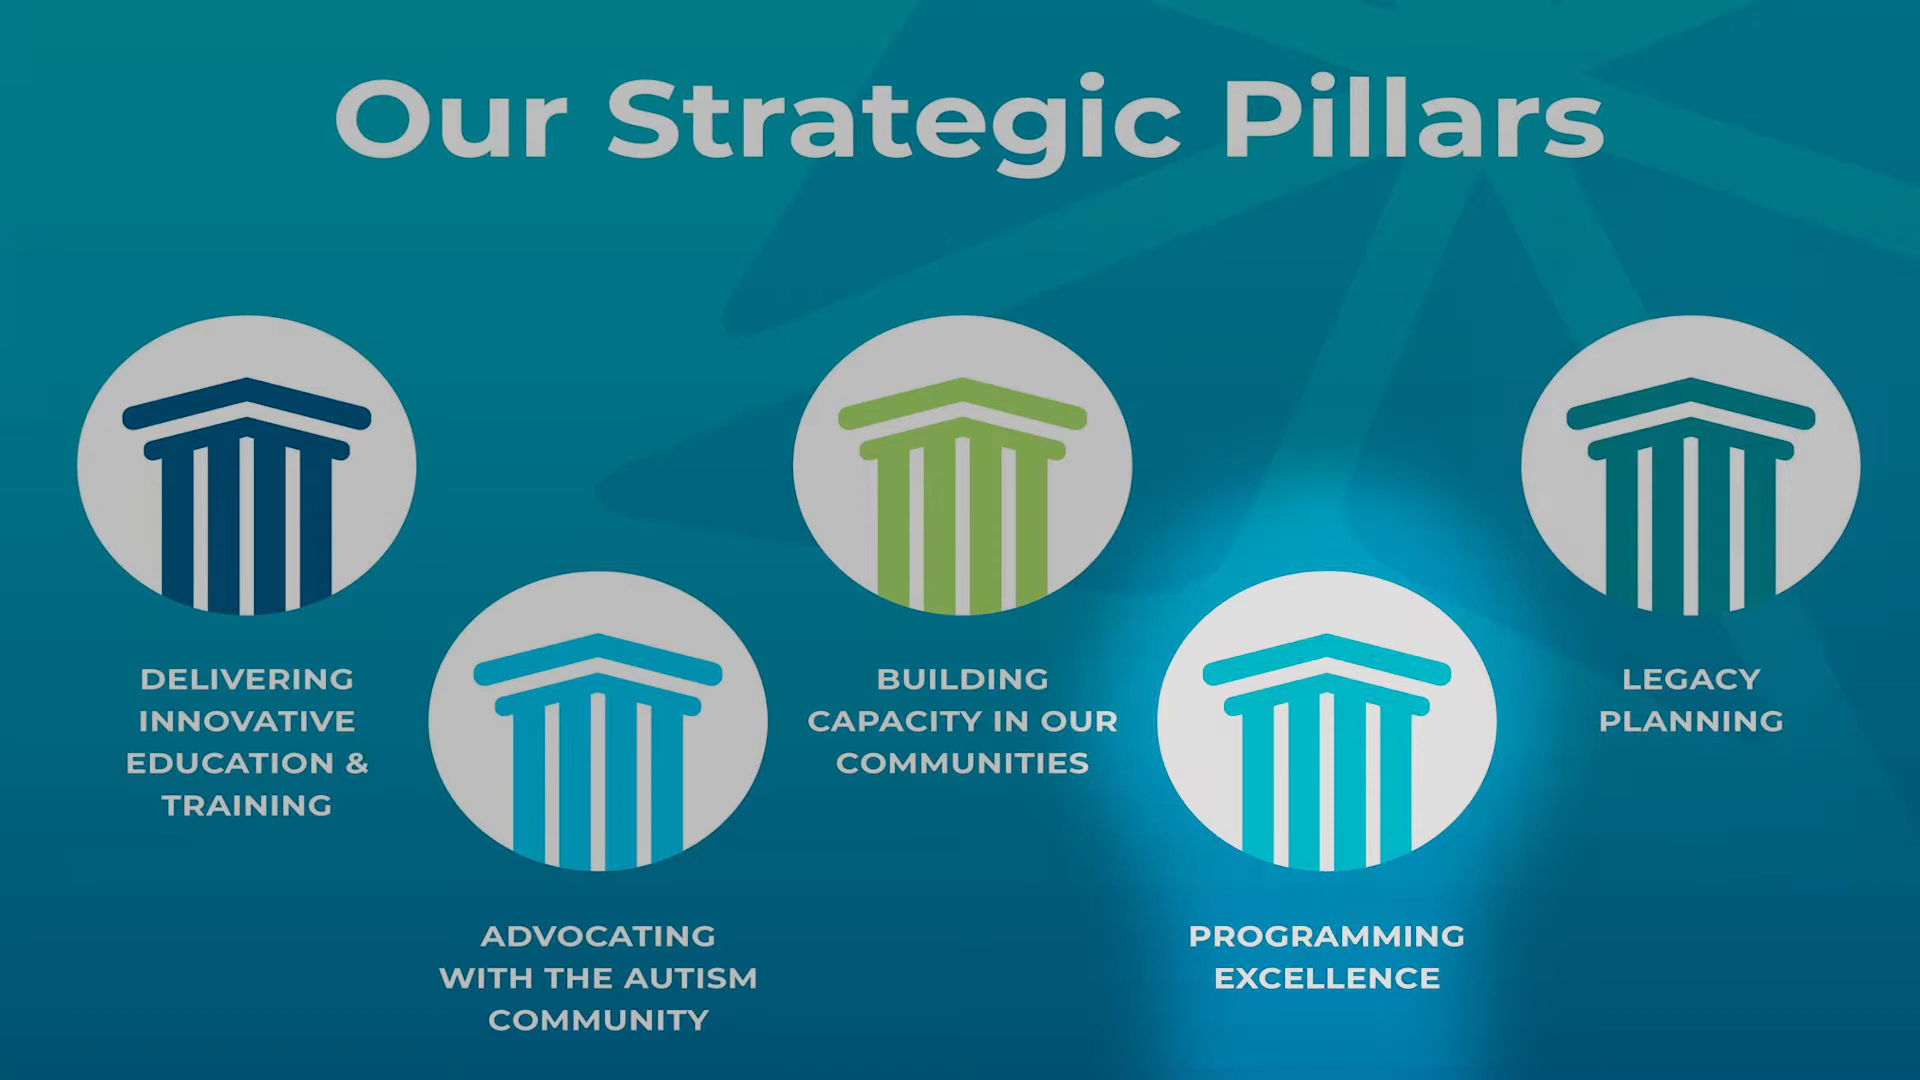 Our Strategic Pillars
DELIVERING
INNOVATIVE
EDUCATION &
TRAINING
ADVOCATING
WITH THE AUTISM
COMMUNITY
BUILDING
CAPACITY IN OUR
COMMUNITIES
PROGRAMMING
EXCELLENCE
LEGACY
PLANNING